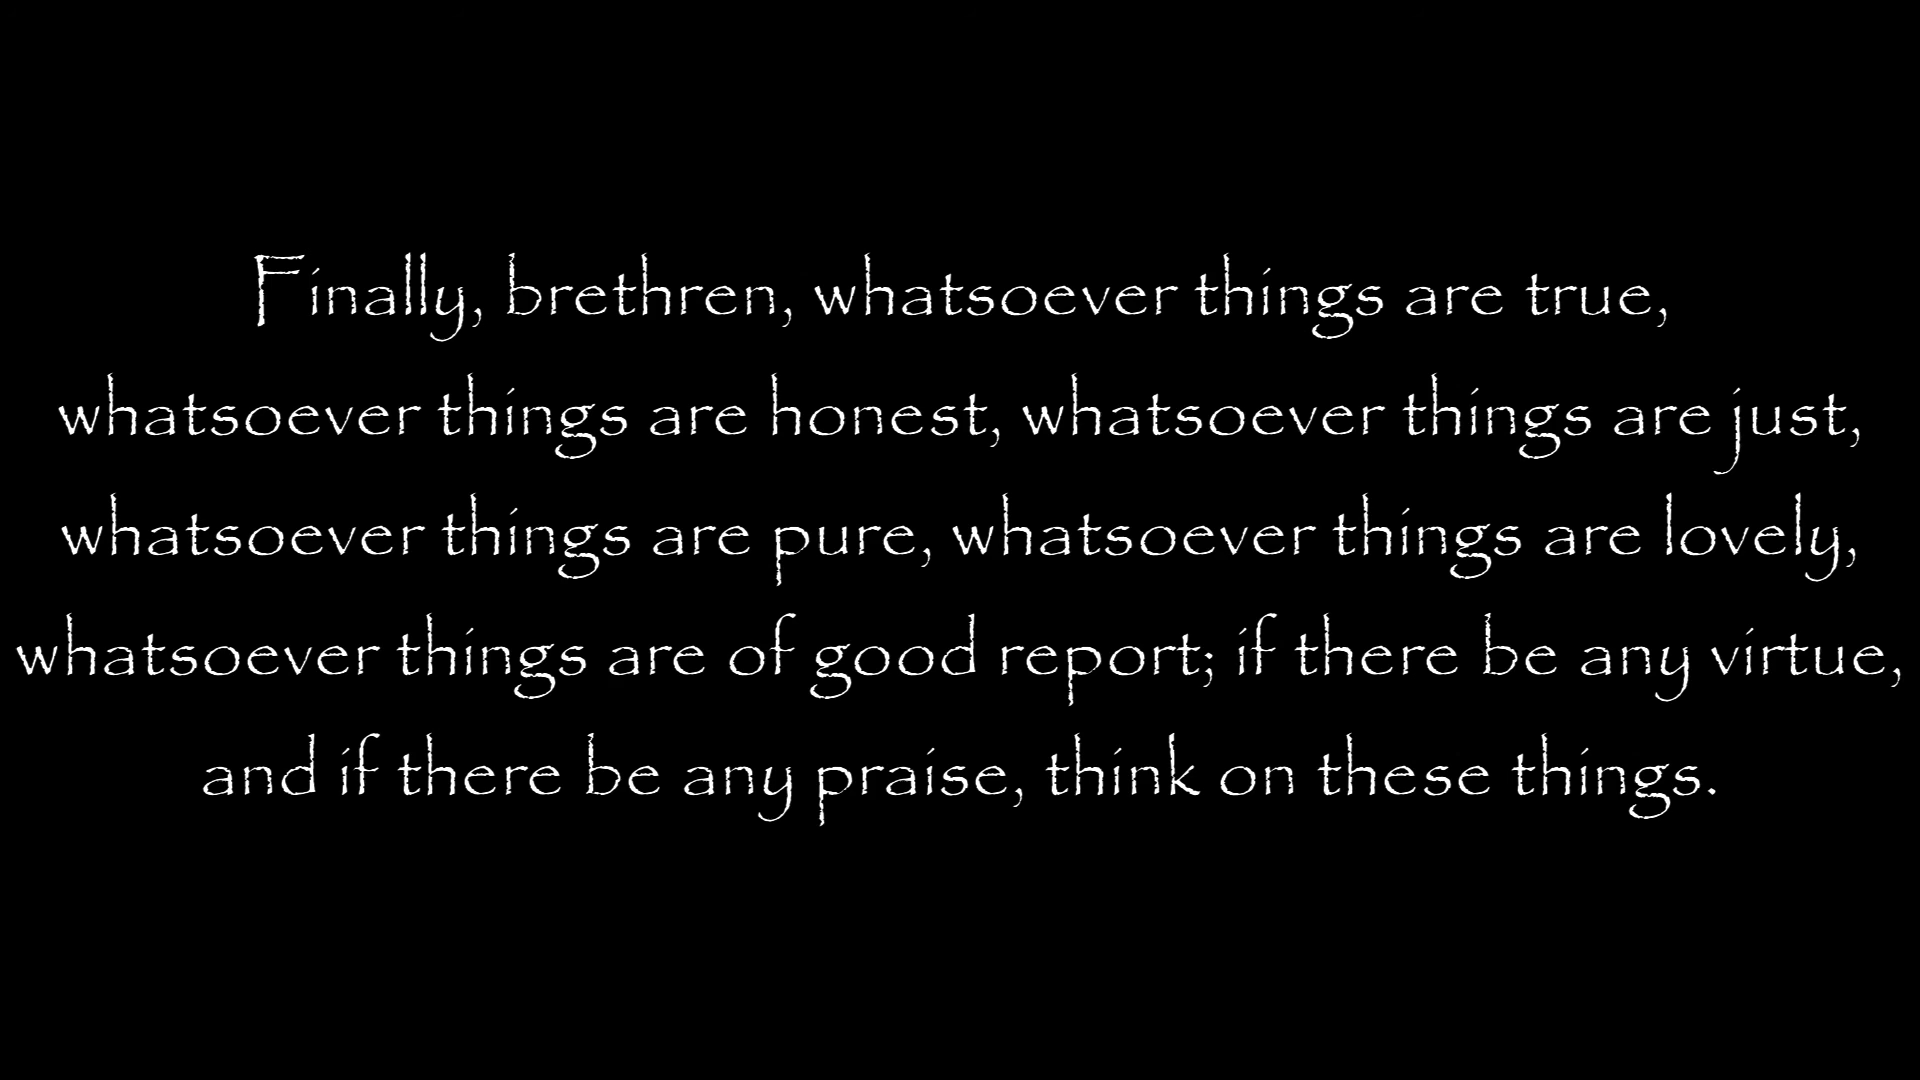 Finally, brethren, whatsoever things are true,
whatsoever things are honest, whatsoever things are just,
whatsoever things are pure, whatsoever things are lovely,
whatsoever things are of good report; if there be any virtue,
and if there be any praise, think on these things.